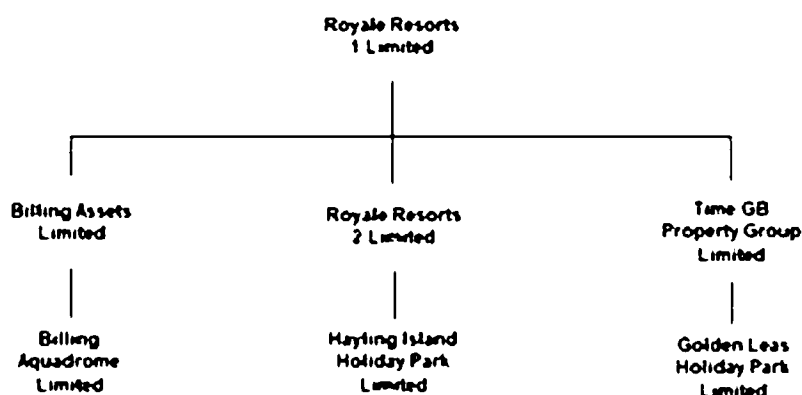 Royale Resorts
1 Limited
Billing Assets
Limited
Royale Resorts
2 Limited
Time GB
Property Group
Limited
Billing
Aquadrome
Limited
Hayling Island
Holiday Park
Limited
Golden Leas
Holiday Park
Limited